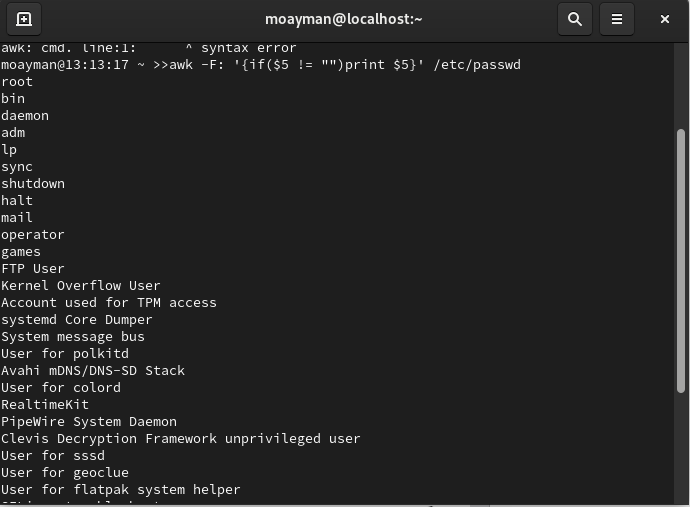 moayman@localhost:~
awk: cmd. line:1:      ^ syntax error
moayman@13:13:17 ~ >>awk -F: '{if($5 != "")print $5}' /etc/passwd
root
bin
daemon
adm
lp
sync
shutdown
halt
mail
operator
games
FTP User
Kernel Overflow User
Account used for TPM access
systemd Core Dumper
System message bus
User for polkitd
Avahi mDNS/DNS-SD Stack
User for colord
RealtimeKit
PipeWire System Daemon
Clevis Decryption Framework unprivileged user
User for sssd
User for geoclue
User for flatpak system helper